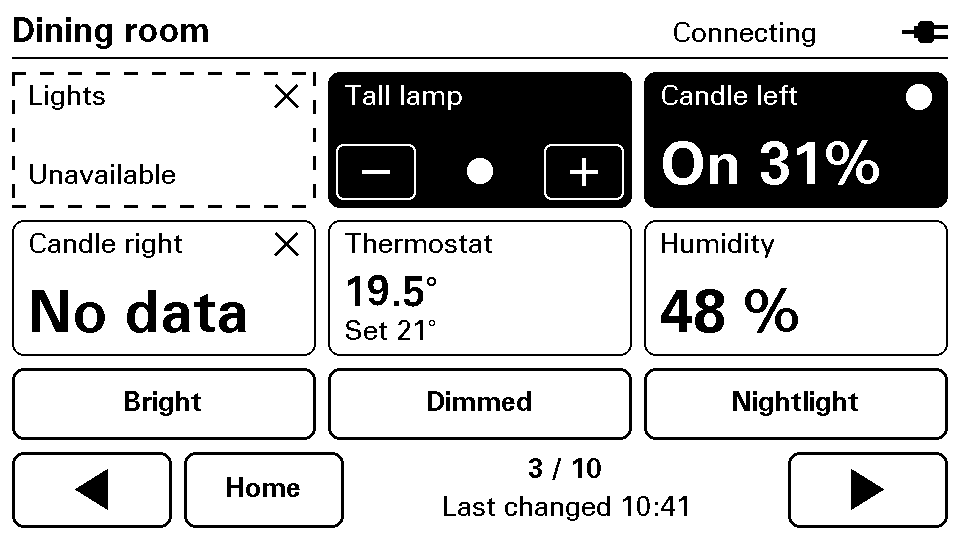 Dining room
Connecting
Lights
Unavailable
Tall lamp
− +
Candle left
On 31%
Candle right
No data
Thermostat
19.5°
Set 21°
Humidity
48 %
Bright
Dimmed
Nightlight
Home
3 / 10
Last changed 10:41